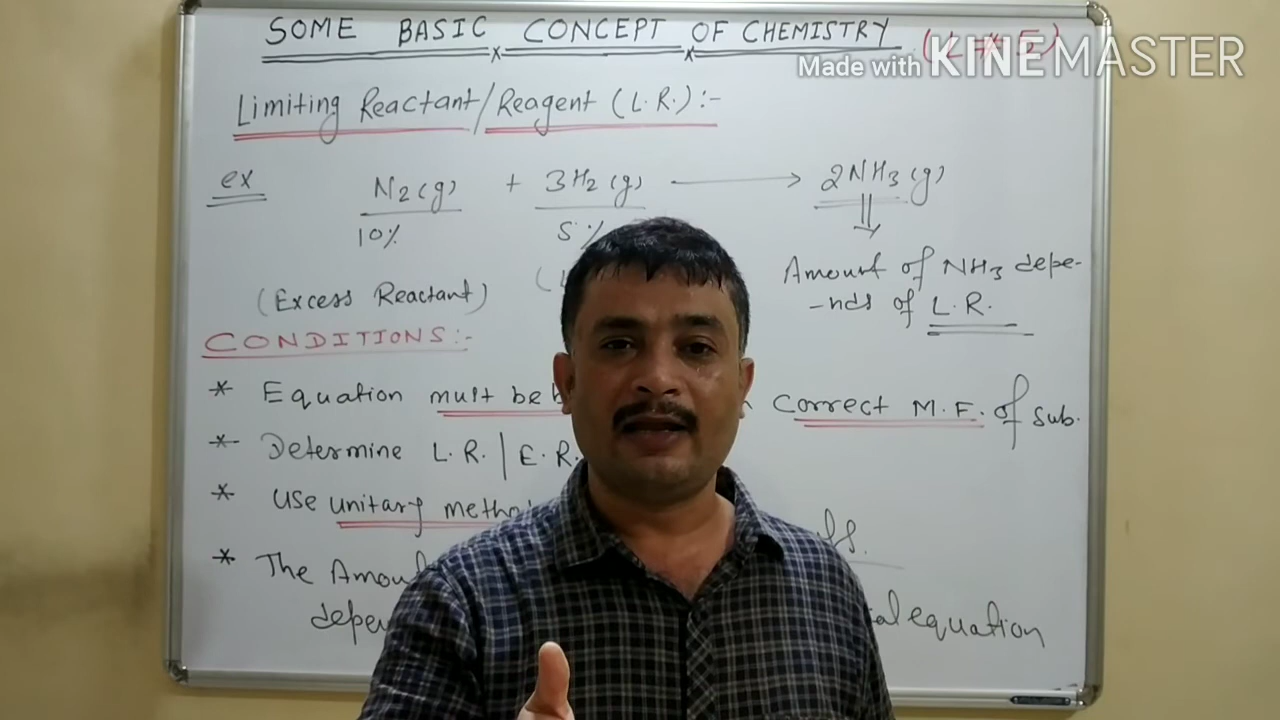 SOME BASIC CONCEPT OF CHEMISTRY
Made with KINEMASTER
Limiting Reactant/Reagent (L.R.):-
ex N2(g) + 3H2(g) → 2NH3(g)
10% 5%
Amount of NH3 depe-
-nds of L.R.
(Excess Reactant)
CONDITIONS:-
* Equation must be correct M.F. of sub.
* Determine L.R. | E.R.
* Use unitary
* The
equation